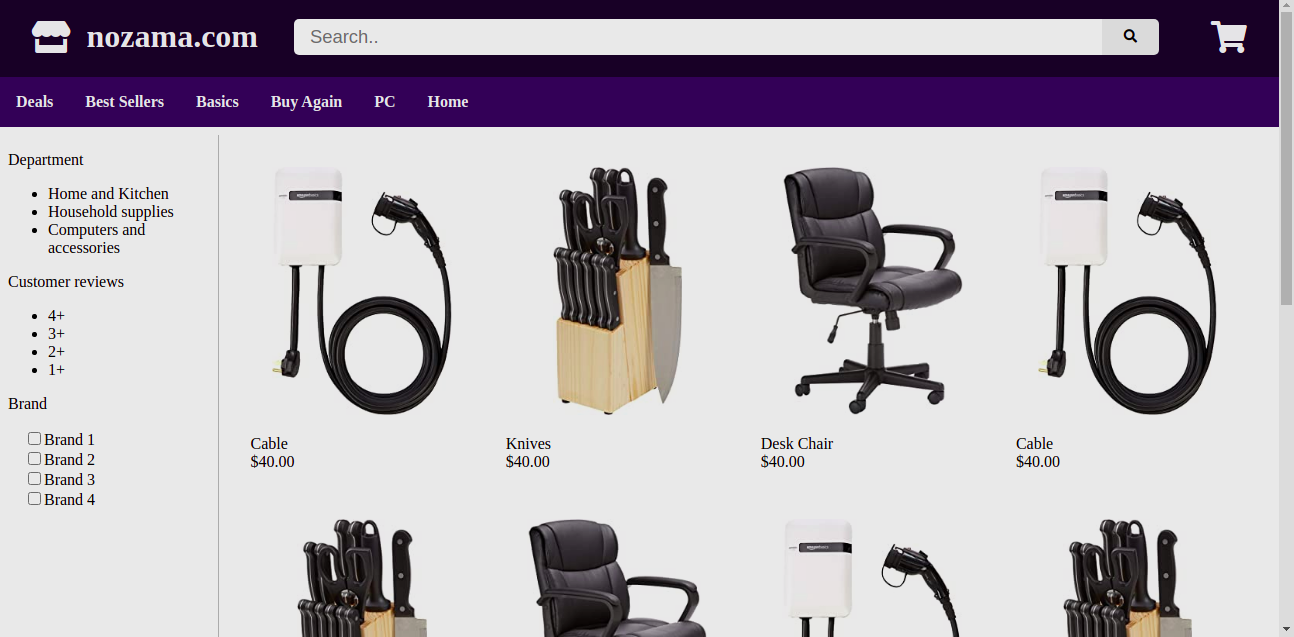 nozama.com
Search..
Deals Best Sellers Basics Buy Again PC Home
Department
Home and Kitchen
Household supplies
Computers and
accessories
Customer reviews
4+
3+
2+
1+
Brand
Brand 1
Brand 2
Brand 3
Brand 4
Cable
$40.00
Knives
$40.00
Desk Chair
$40.00
Cable
$40.00